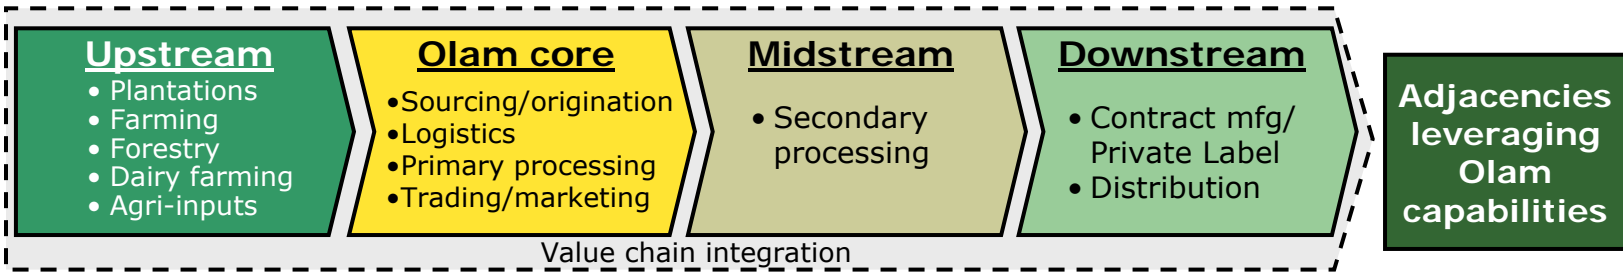 Upstream
• Plantations
• Farming
• Forestry
• Dairy farming
• Agri-inputs
Olam core
•Sourcing/origination
•Logistics
•Primary processing
•Trading/marketing
Midstream
• Secondary
processing
Downstream
• Contract mfg/
Private Label
• Distribution
Value chain integration
Adjacencies
leveraging
Olam
capabilities